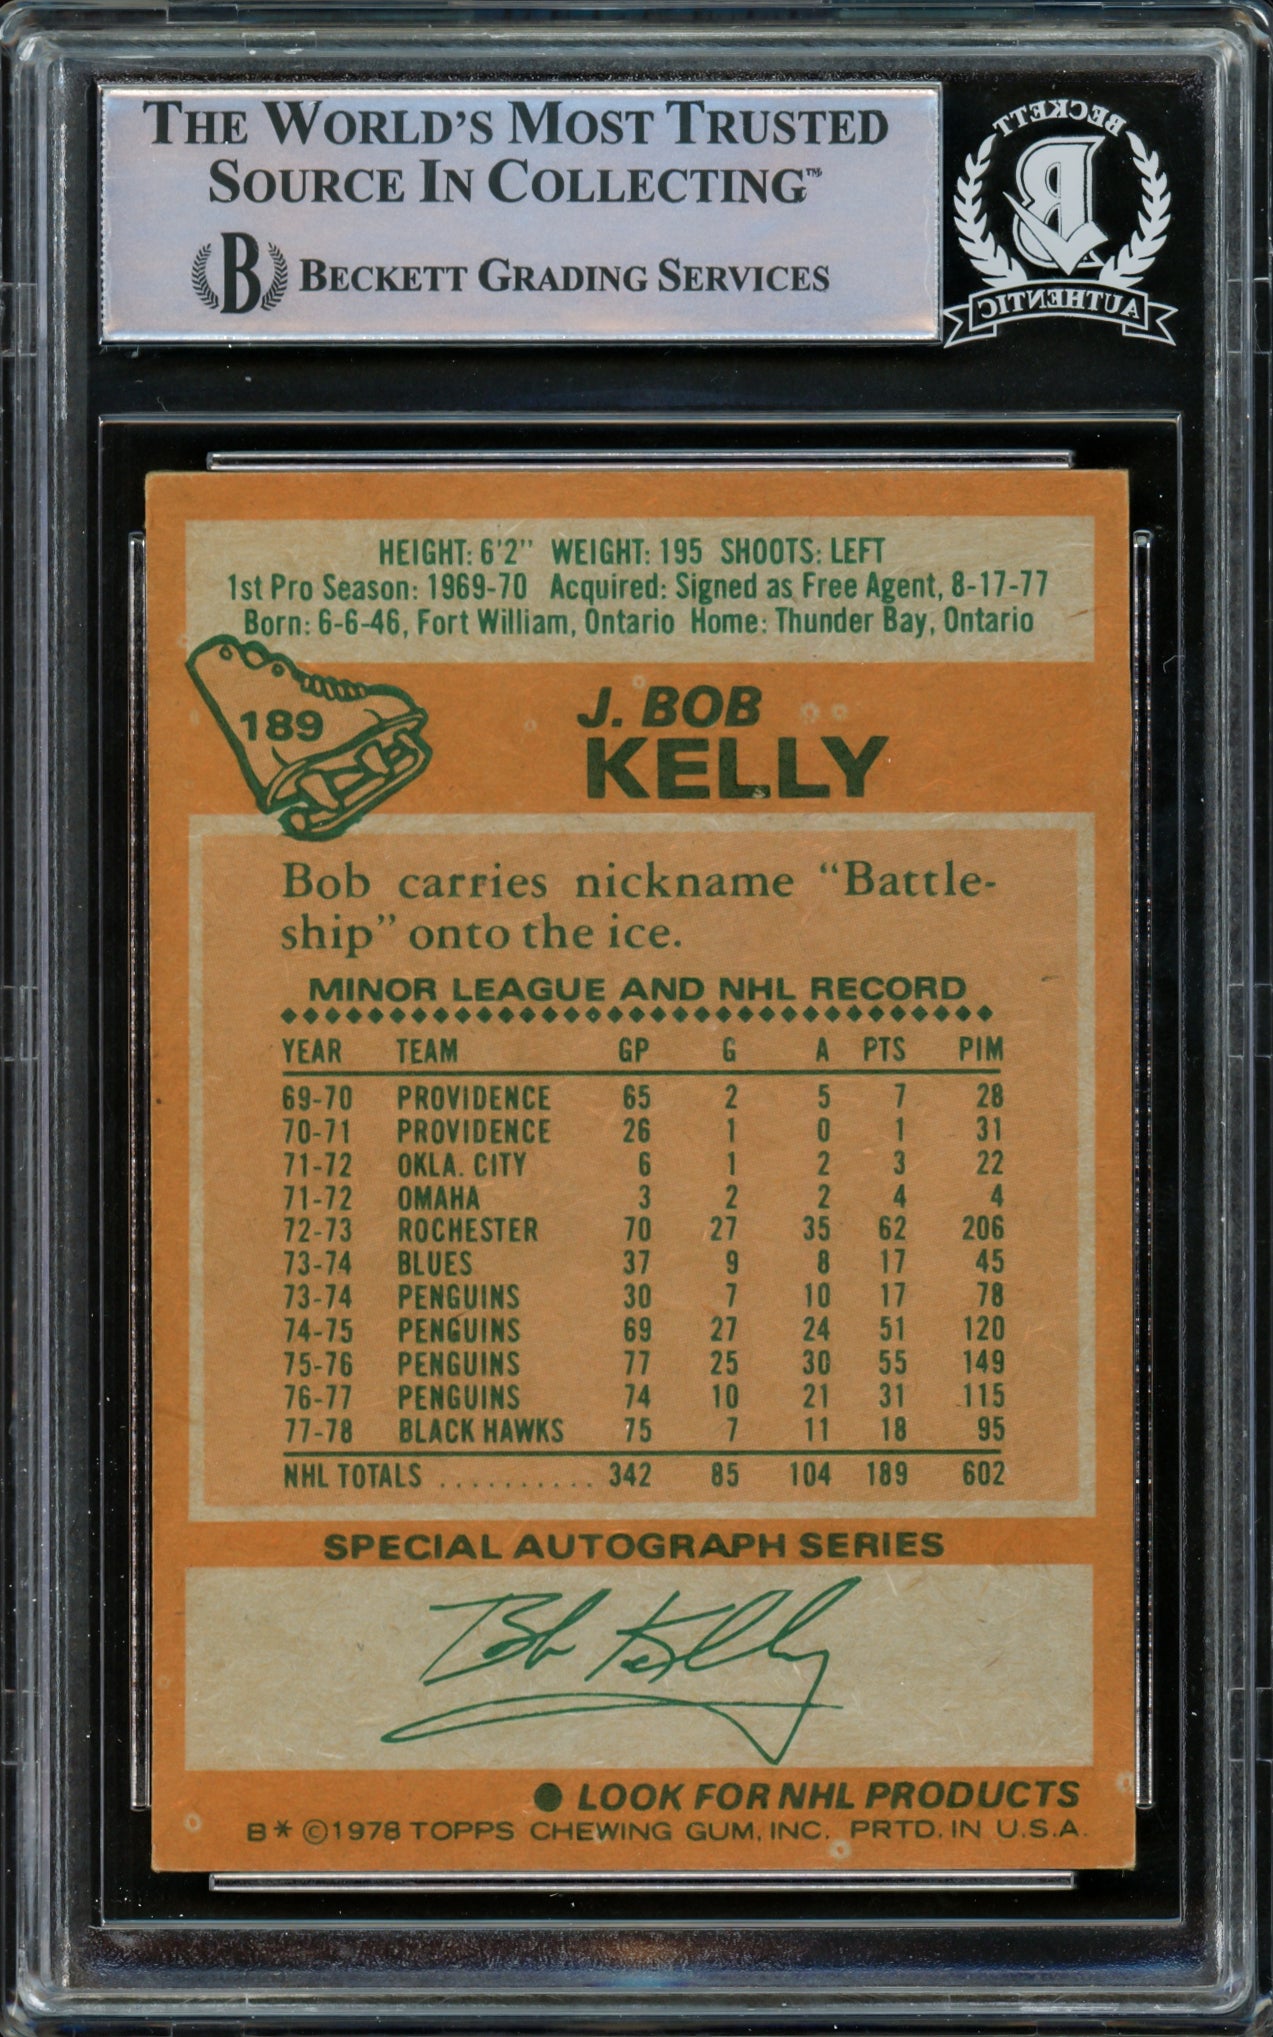 THE WORLD'S MOST TRUSTED
SOURCE IN COLLECTING™
B BECKETT GRADING SERVICES
BECKETT
B
AUTHENTIC
HEIGHT: 6'2" WEIGHT: 195 SHOOTS: LEFT
1st Pro Season: 1969-70 Acquired: Signed as Free Agent, 8-17-77
Born: 6-6-46, Fort William, Ontario Home: Thunder Bay, Ontario
189
J. BOB
KELLY
Bob carries nickname "Battle-
ship" onto the ice.
MINOR LEAGUE AND NHL RECORD
YEAR TEAM GP G A PTS PIM
69-70 PROVIDENCE 65 2 5 7 28
70-71 PROVIDENCE 26 1 0 1 31
71-72 OKLA. CITY 6 1 2 3 22
71-72 OMAHA 3 2 2 4 4
72-73 ROCHESTER 70 27 35 62 206
73-74 BLUES 37 9 8 17 45
73-74 PENGUINS 30 7 10 17 78
74-75 PENGUINS 69 27 24 51 120
75-76 PENGUINS 77 25 30 55 149
76-77 PENGUINS 74 10 21 31 115
77-78 BLACK HAWKS 75 7 11 18 95
NHL TOTALS .......... 342 85 104 189 602
SPECIAL AUTOGRAPH SERIES
Bob Kelly
● LOOK FOR NHL PRODUCTS
B* ©1978 TOPPS CHEWING GUM, INC. PRTD. IN U.S.A.